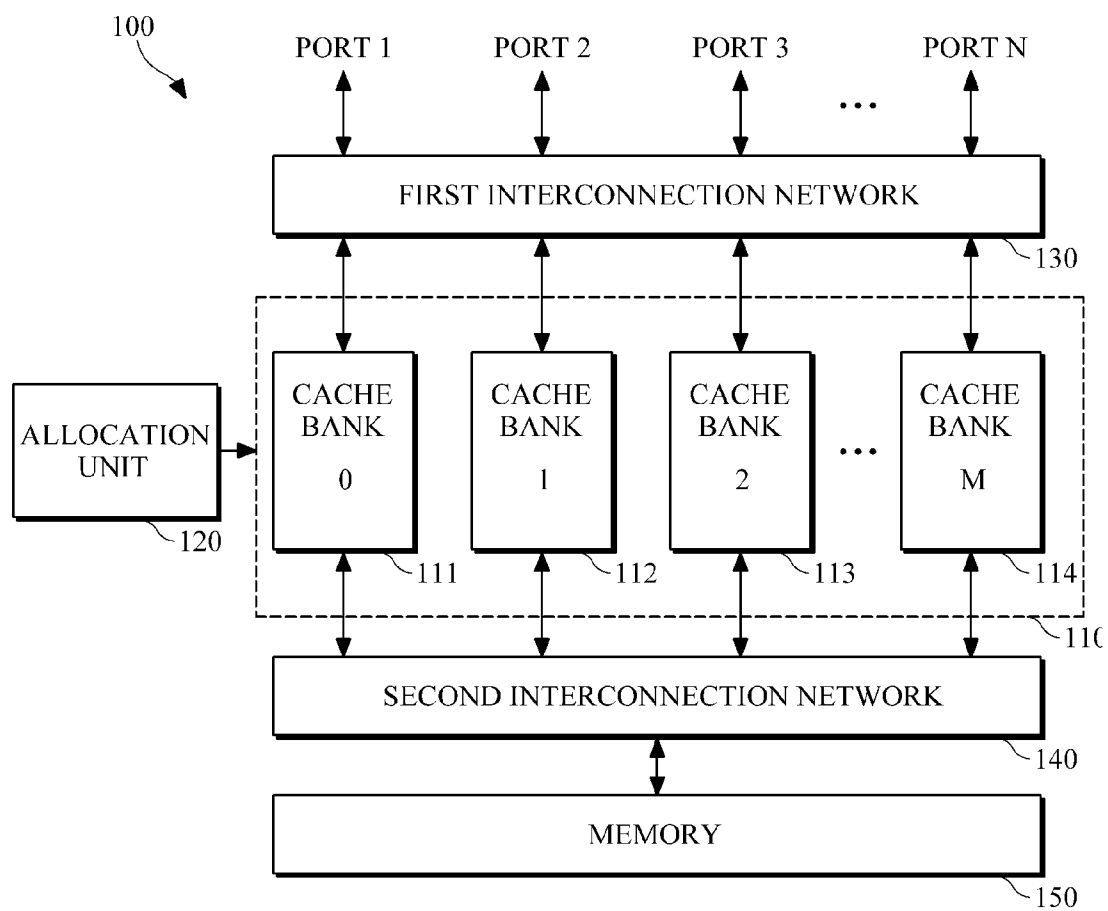 100
PORT 1
PORT 2
PORT 3
...
PORT N
FIRST INTERCONNECTION NETWORK
130
ALLOCATION
UNIT
120
CACHE
BANK
0
111
CACHE
BANK
1
112
CACHE
BANK
2
113
...
CACHE
BANK
M
114
110
SECOND INTERCONNECTION NETWORK
140
MEMORY
150